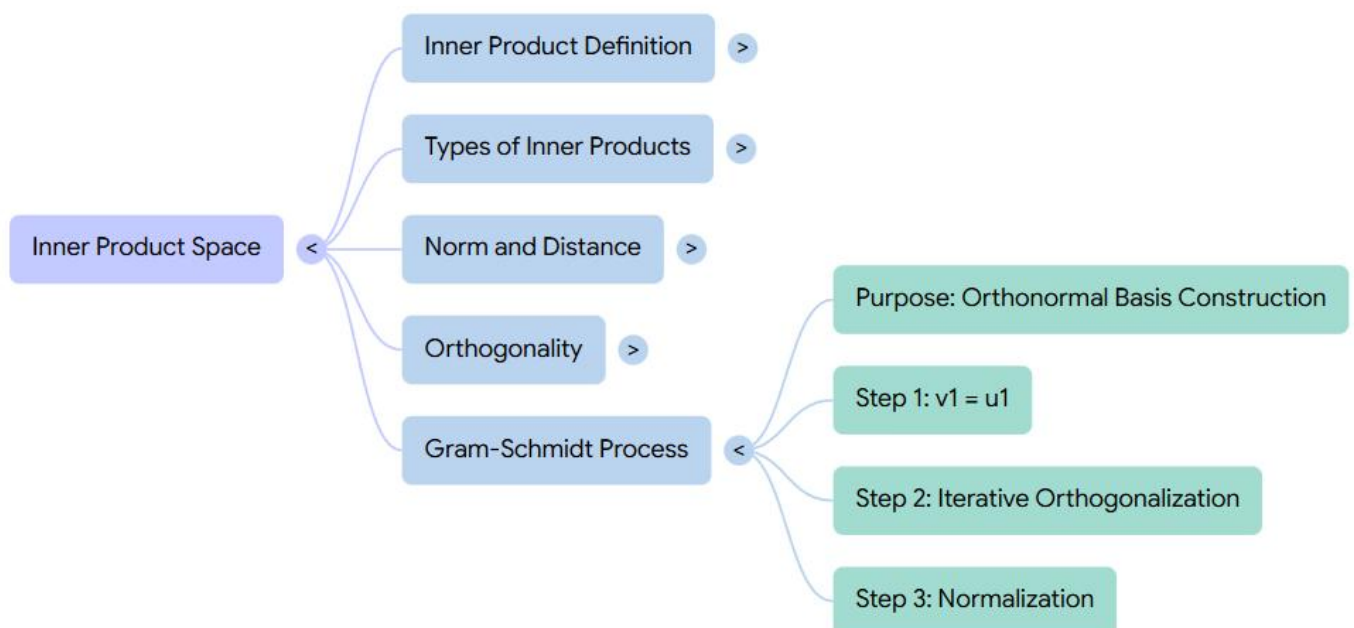 Inner Product Space
<
Inner Product Definition
>
Types of Inner Products
>
Norm and Distance
>
Orthogonality
>
Gram-Schmidt Process
<
Purpose: Orthonormal Basis Construction
Step 1: v1 = u1
Step 2: Iterative Orthogonalization
Step 3: Normalization